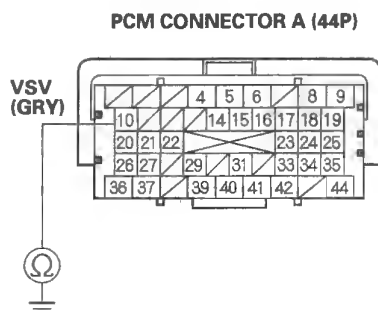 PCM CONNECTOR A (44P)
VSV
(GRY)
4 5 6 8 9
10 14 15 16 17 18 19
20 21 22 23 24 25
26 27 29 31 33 34 35
36 37 39 40 41 42 44
Ω